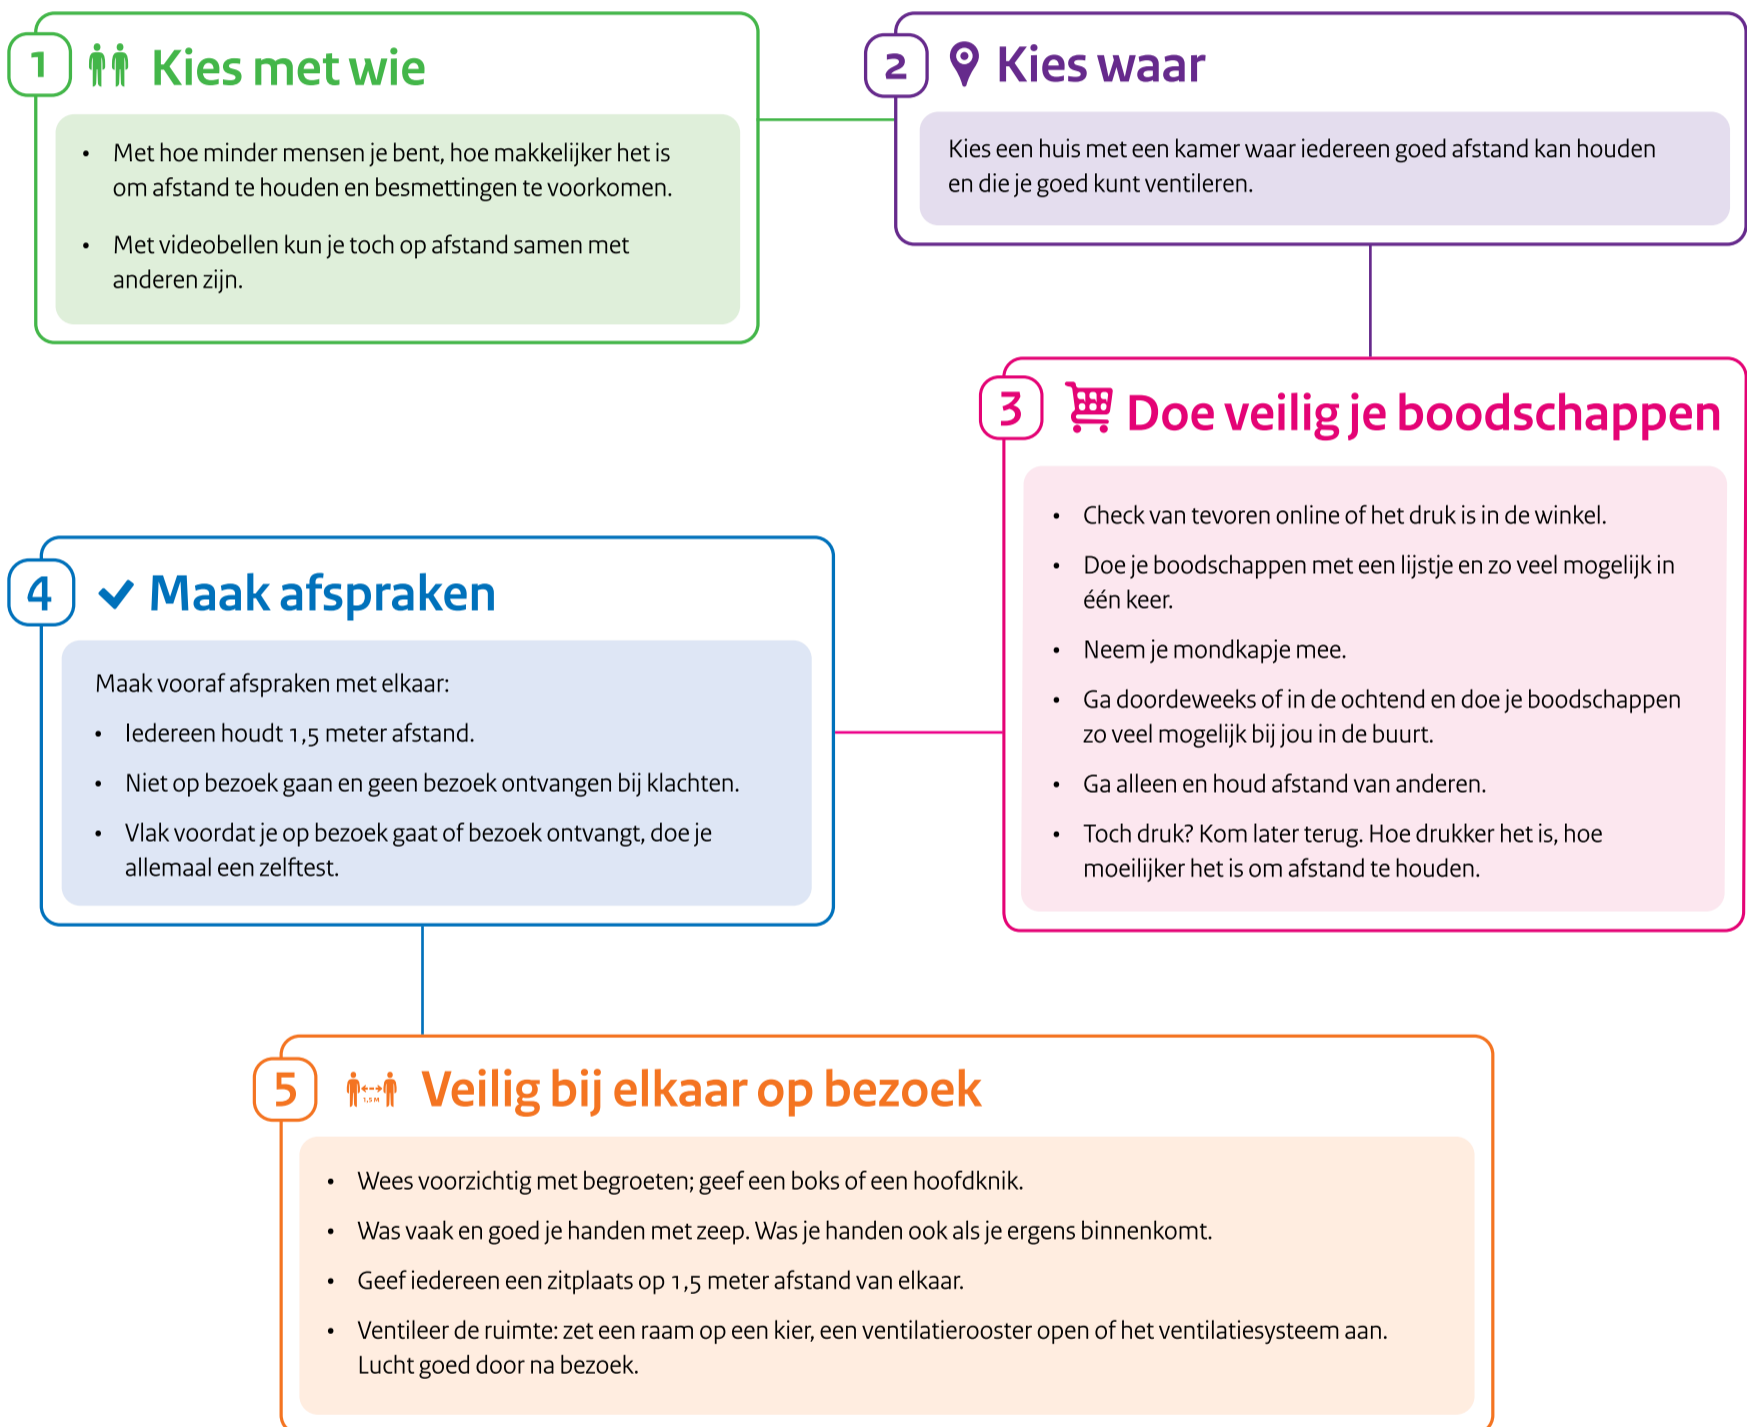 1 Kies met wie
• Met hoe minder mensen je bent, hoe makkelijker het is
om afstand te houden en besmettingen te voorkomen.
• Met videobellen kun je toch op afstand samen met
anderen zijn.
2 Kies waar
Kies een huis met een kamer waar iedereen goed afstand kan houden
en die je goed kunt ventileren.
3 Doe veilig je boodschappen
• Check van tevoren online of het druk is in de winkel.
• Doe je boodschappen met een lijstje en zo veel mogelijk in
één keer.
• Neem je mondkapje mee.
• Ga doordeweeks of in de ochtend en doe je boodschappen
zo veel mogelijk bij jou in de buurt.
• Ga alleen en houd afstand van anderen.
• Toch druk? Kom later terug. Hoe drukker het is, hoe
moeilijker het is om afstand te houden.
4 Maak afspraken
Maak vooraf afspraken met elkaar:
• Iedereen houdt 1,5 meter afstand.
• Niet op bezoek gaan en geen bezoek ontvangen bij klachten.
• Vlak voordat je op bezoek gaat of bezoek ontvangt, doe je
allemaal een zelftest.
5 1,5 M Veilig bij elkaar op bezoek
• Wees voorzichtig met begroeten; geef een boks of een hoofdknik.
• Was vaak en goed je handen met zeep. Was je handen ook als je ergens binnenkomt.
• Geef iedereen een zitplaats op 1,5 meter afstand van elkaar.
• Ventileer de ruimte: zet een raam op een kier, een ventilatierooster open of het ventilatiesysteem aan.
Lucht goed door na bezoek.